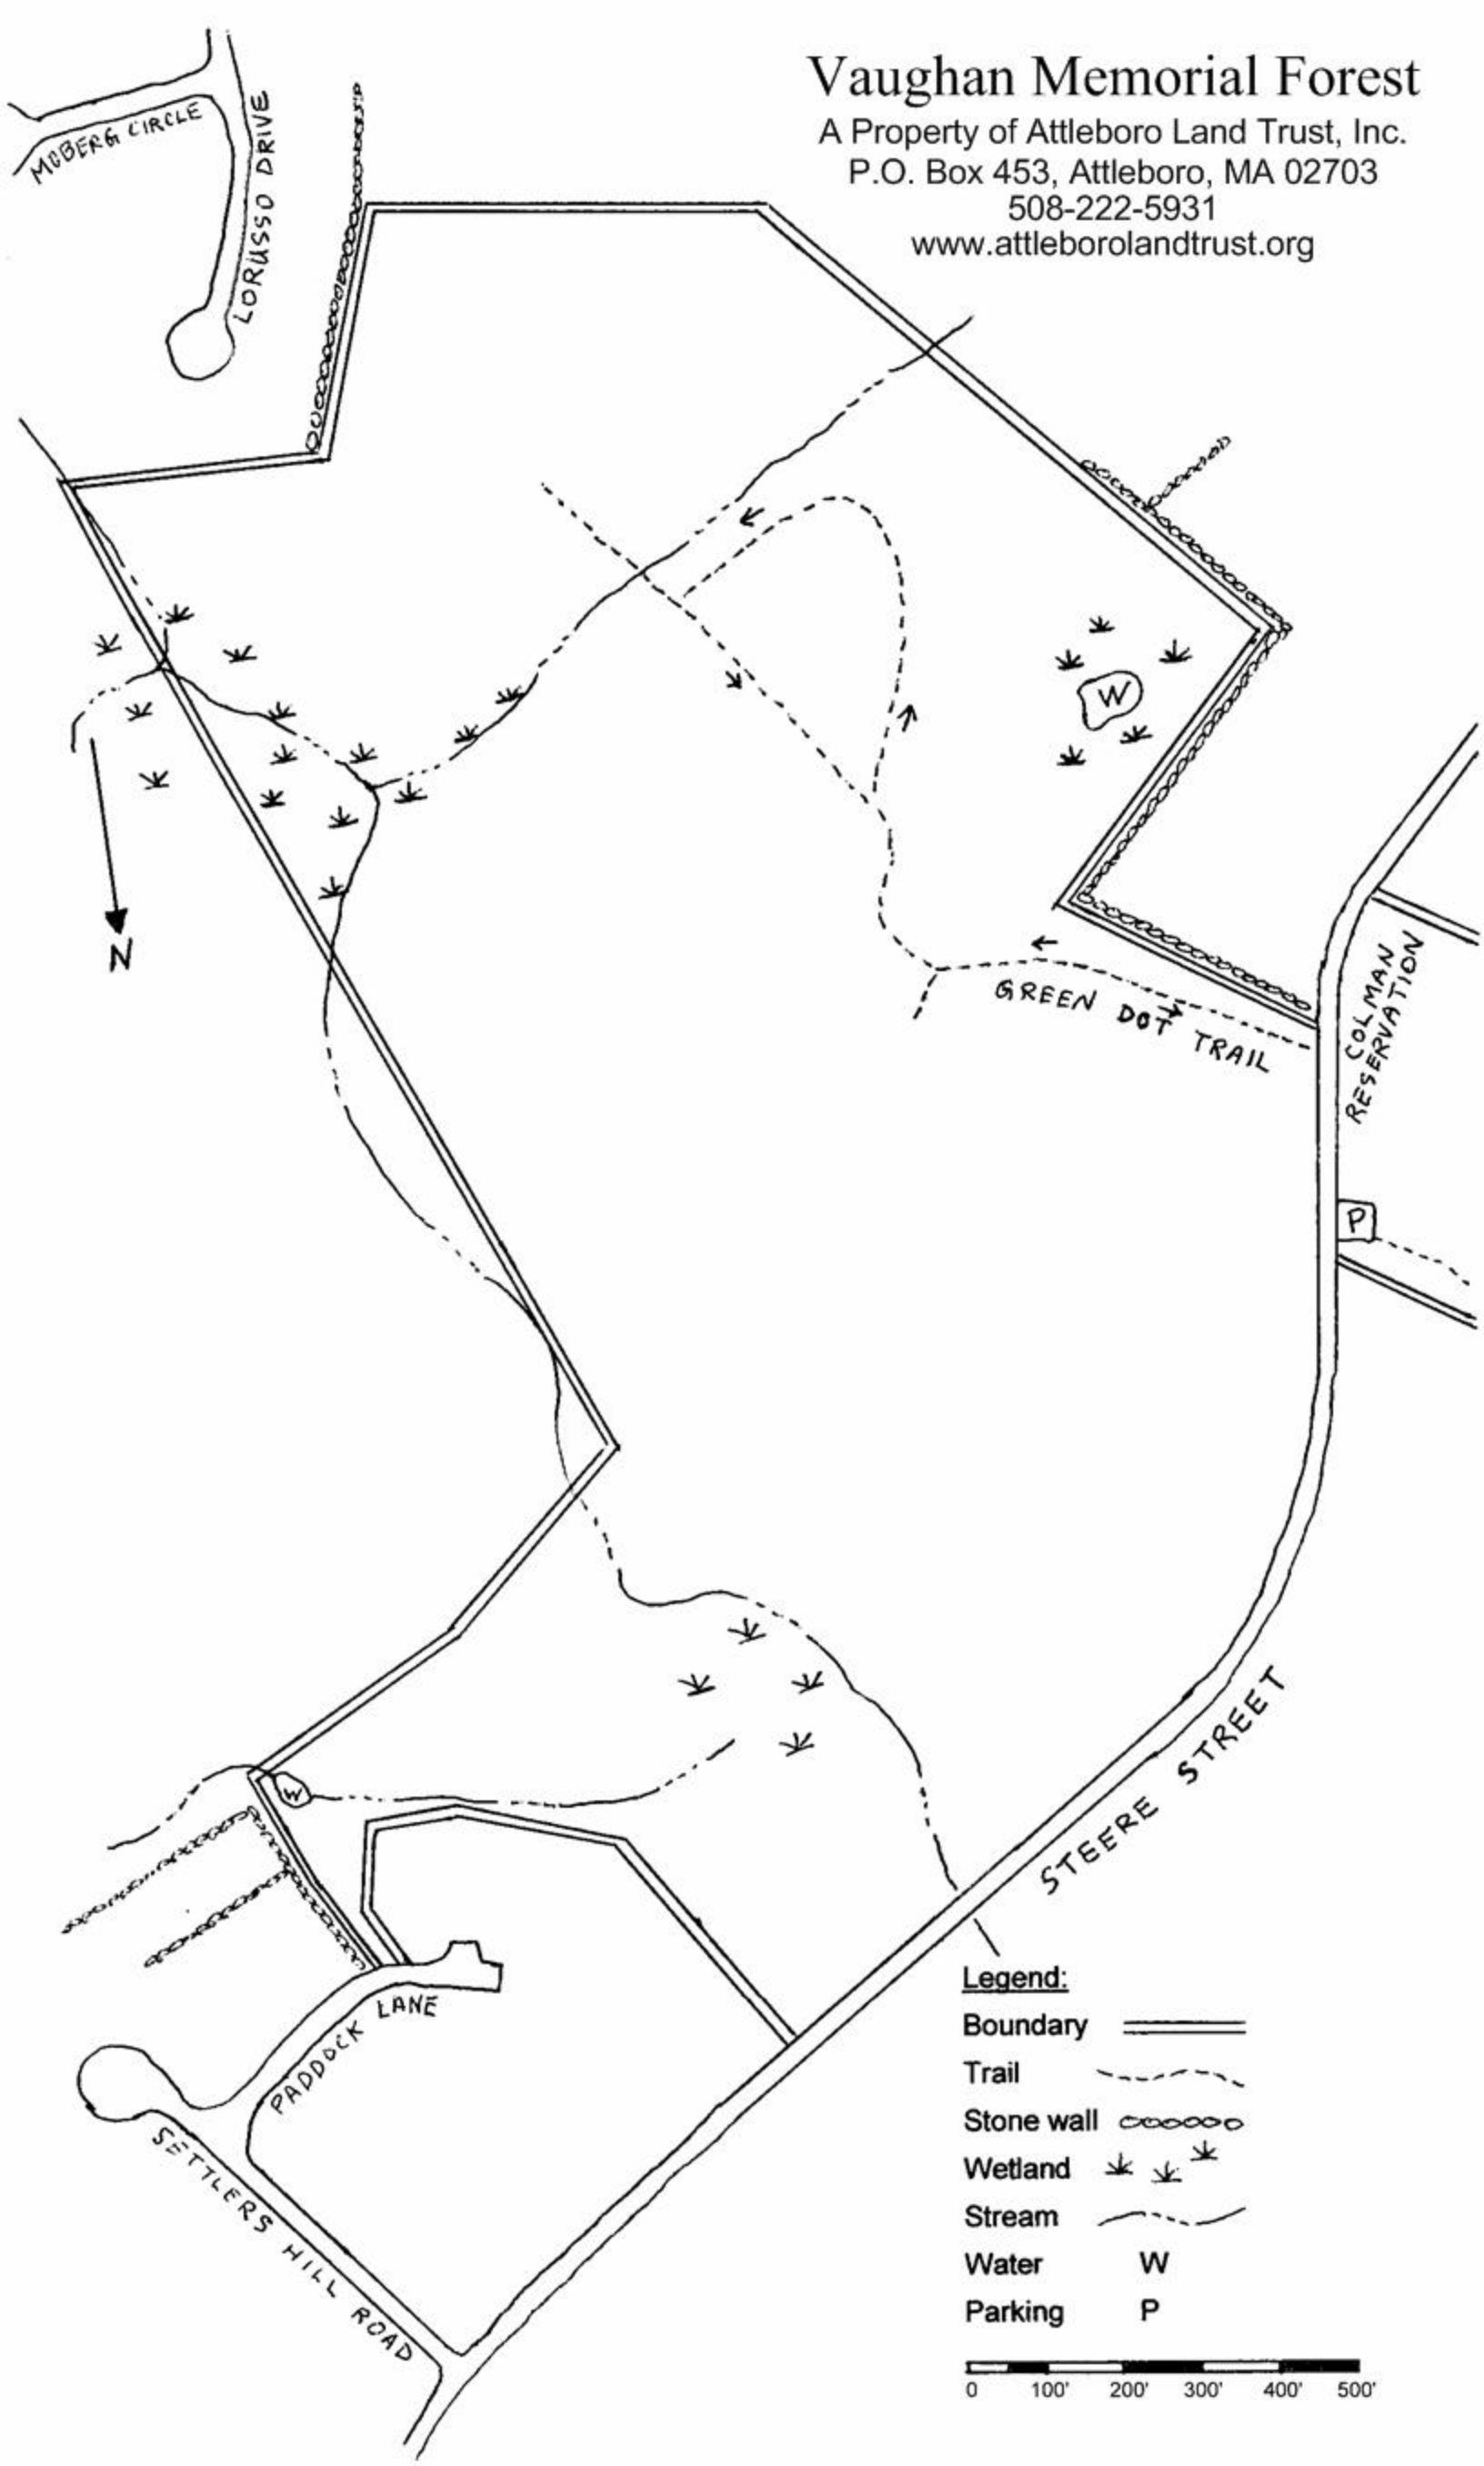 Vaughan Memorial Forest
A Property of Attleboro Land Trust, Inc.
P.O. Box 453, Attleboro, MA 02703
508-222-5931
www.attleborolandtrust.org
MOBERG CIRCLE
LORUSSO DRIVE
W
N
GREEN DOT TRAIL
COLMAN
RESERVATION
P
STEERE STREET
W
PADDOCK LANE
SETTLERS HILL ROAD
Legend:
Boundary
Trail
Stone wall
Wetland
Stream
Water W
Parking P
0 100' 200' 300' 400' 500'